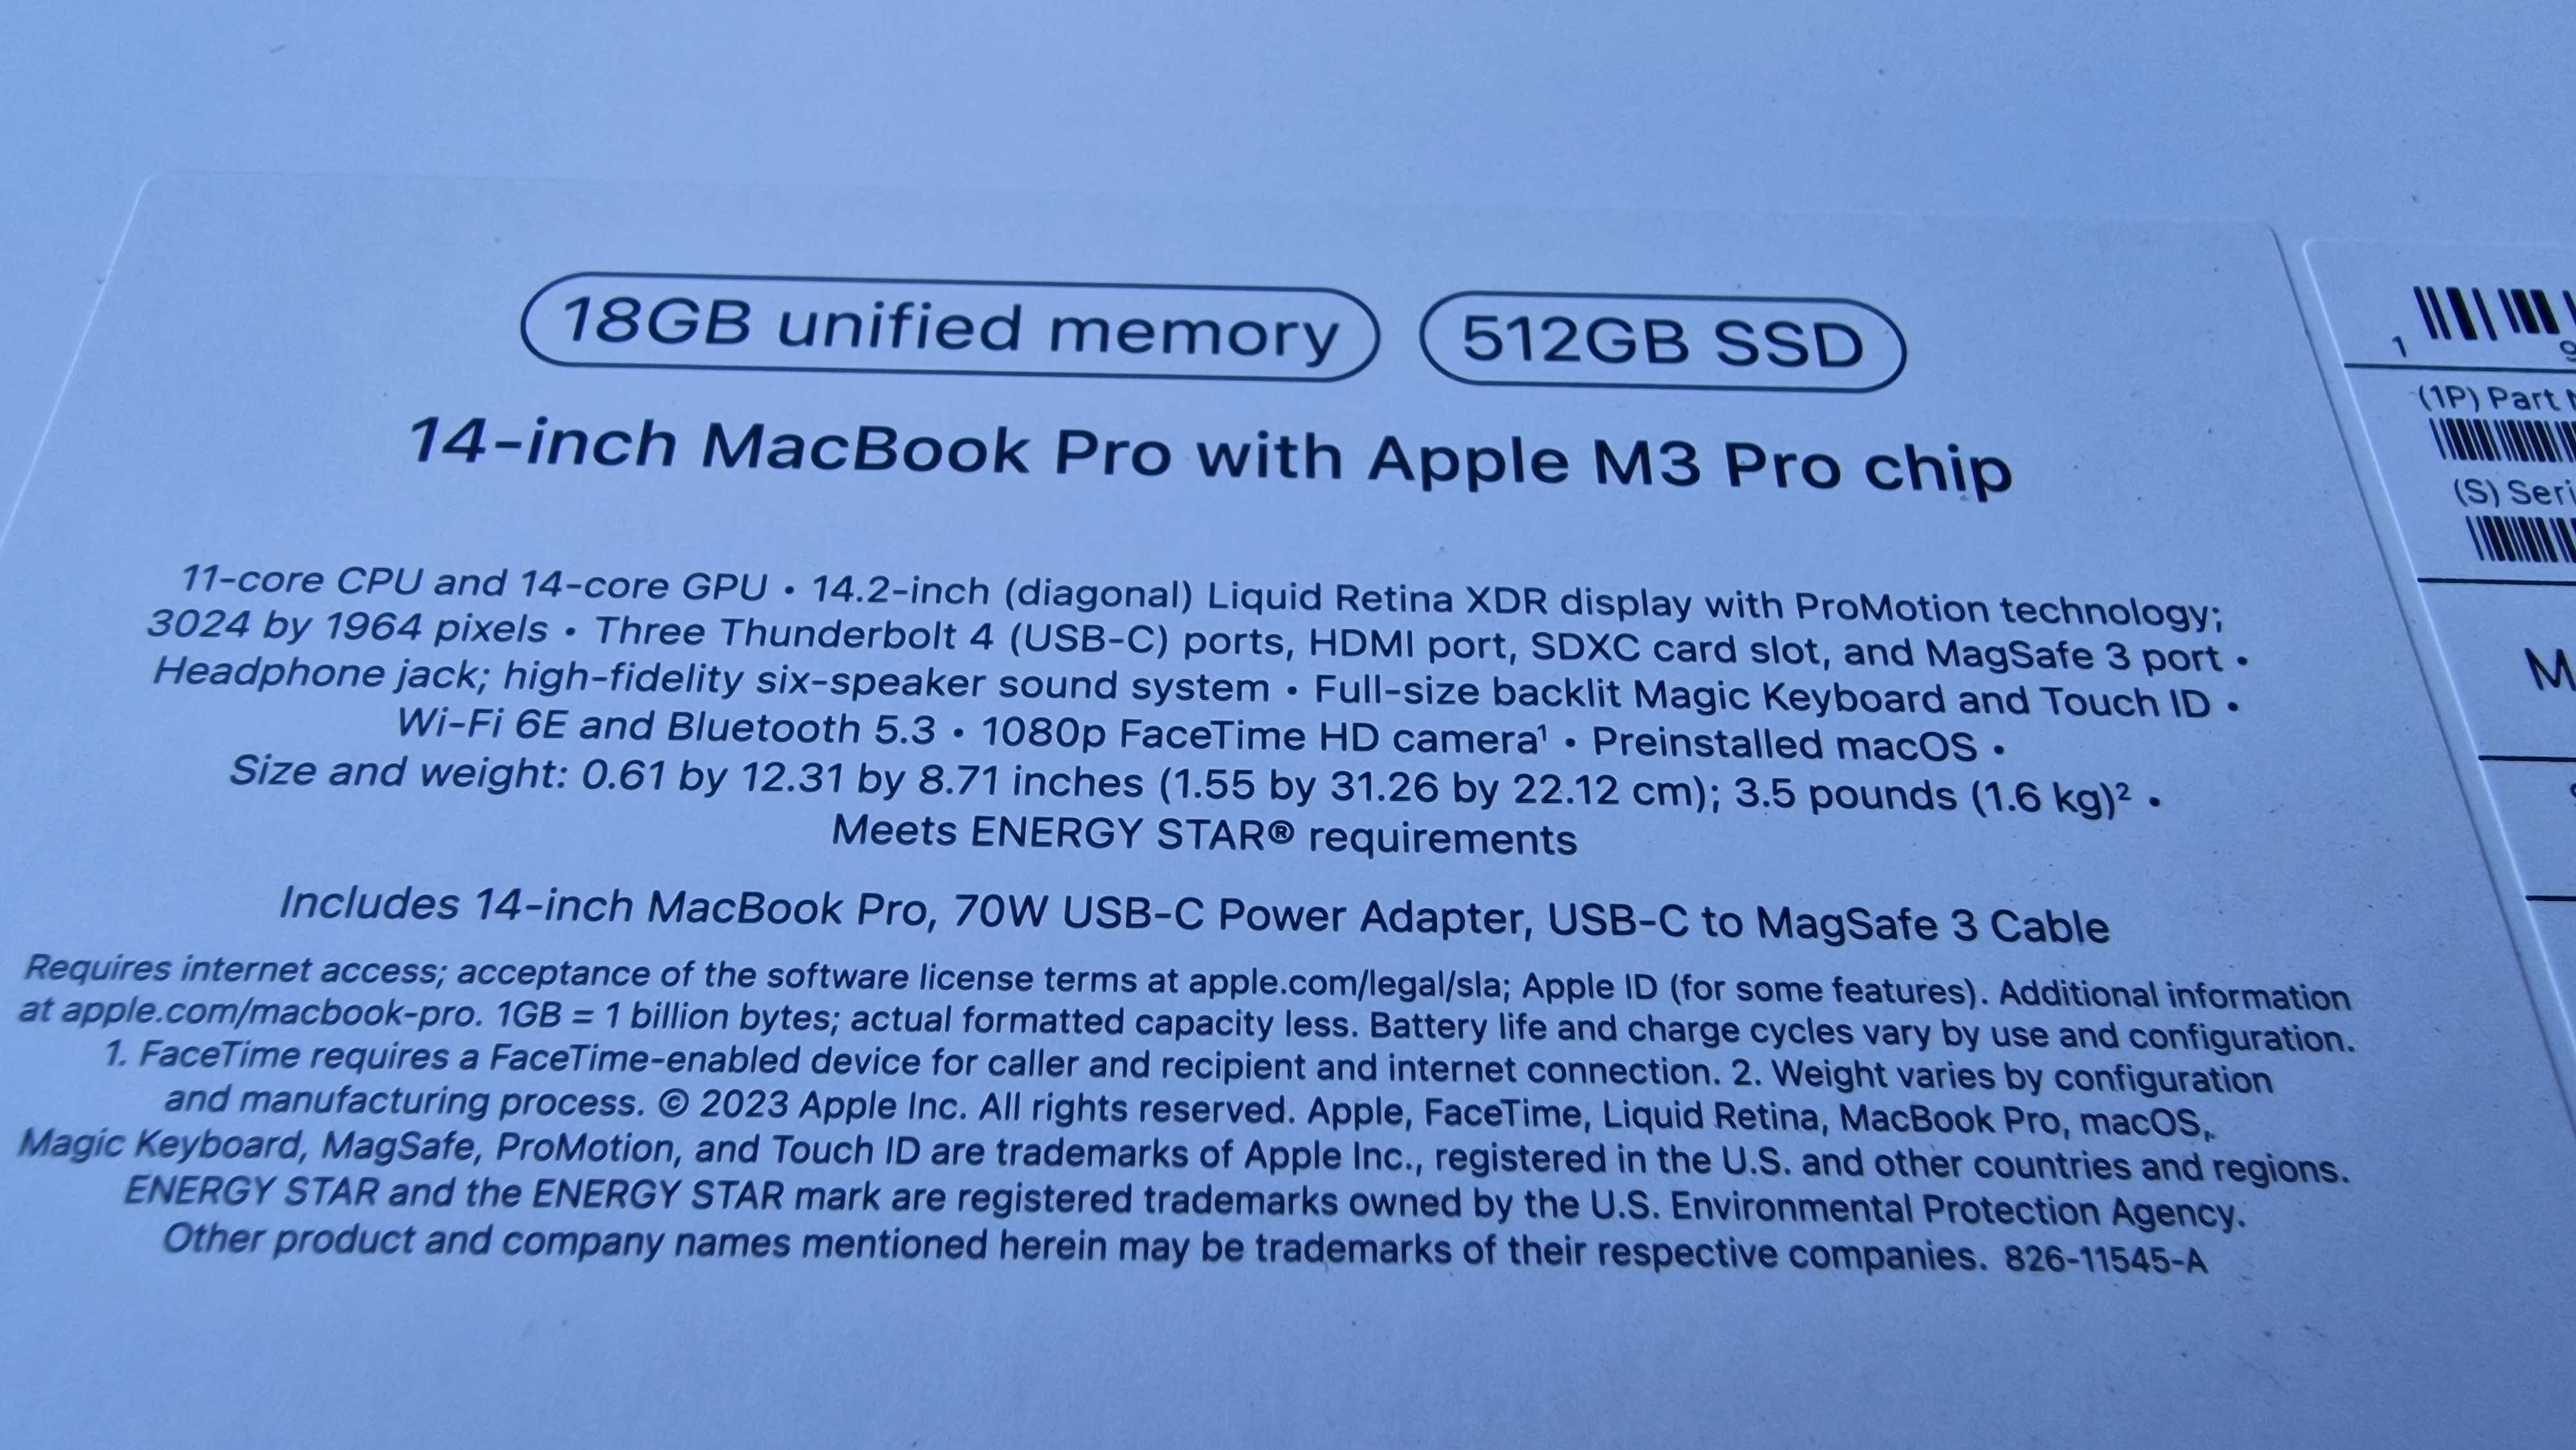 18GB unified memory 512GB SSD
14-inch MacBook Pro with Apple M3 Pro chip
11-core CPU and 14-core GPU • 14.2-inch (diagonal) Liquid Retina XDR display with ProMotion technology;
3024 by 1964 pixels • Three Thunderbolt 4 (USB-C) ports, HDMI port, SDXC card slot, and MagSafe 3 port •
Headphone jack; high-fidelity six-speaker sound system • Full-size backlit Magic Keyboard and Touch ID •
Wi-Fi 6E and Bluetooth 5.3 • 1080p FaceTime HD camera¹ • Preinstalled macOS •
Size and weight: 0.61 by 12.31 by 8.71 inches (1.55 by 31.26 by 22.12 cm); 3.5 pounds (1.6 kg)² •
Meets ENERGY STAR® requirements
Includes 14-inch MacBook Pro, 70W USB-C Power Adapter, USB-C to MagSafe 3 Cable
Requires internet access; acceptance of the software license terms at apple.com/legal/sla; Apple ID (for some features). Additional information
at apple.com/macbook-pro. 1GB = 1 billion bytes; actual formatted capacity less. Battery life and charge cycles vary by use and configuration.
1. FaceTime requires a FaceTime-enabled device for caller and recipient and internet connection. 2. Weight varies by configuration
and manufacturing process. © 2023 Apple Inc. All rights reserved. Apple, FaceTime, Liquid Retina, MacBook Pro, macOS,
Magic Keyboard, MagSafe, ProMotion, and Touch ID are trademarks of Apple Inc., registered in the U.S. and other countries and regions.
ENERGY STAR and the ENERGY STAR mark are registered trademarks owned by the U.S. Environmental Protection Agency.
Other product and company names mentioned herein may be trademarks of their respective companies. 826-11545-A
1
(1P) Part
(S)